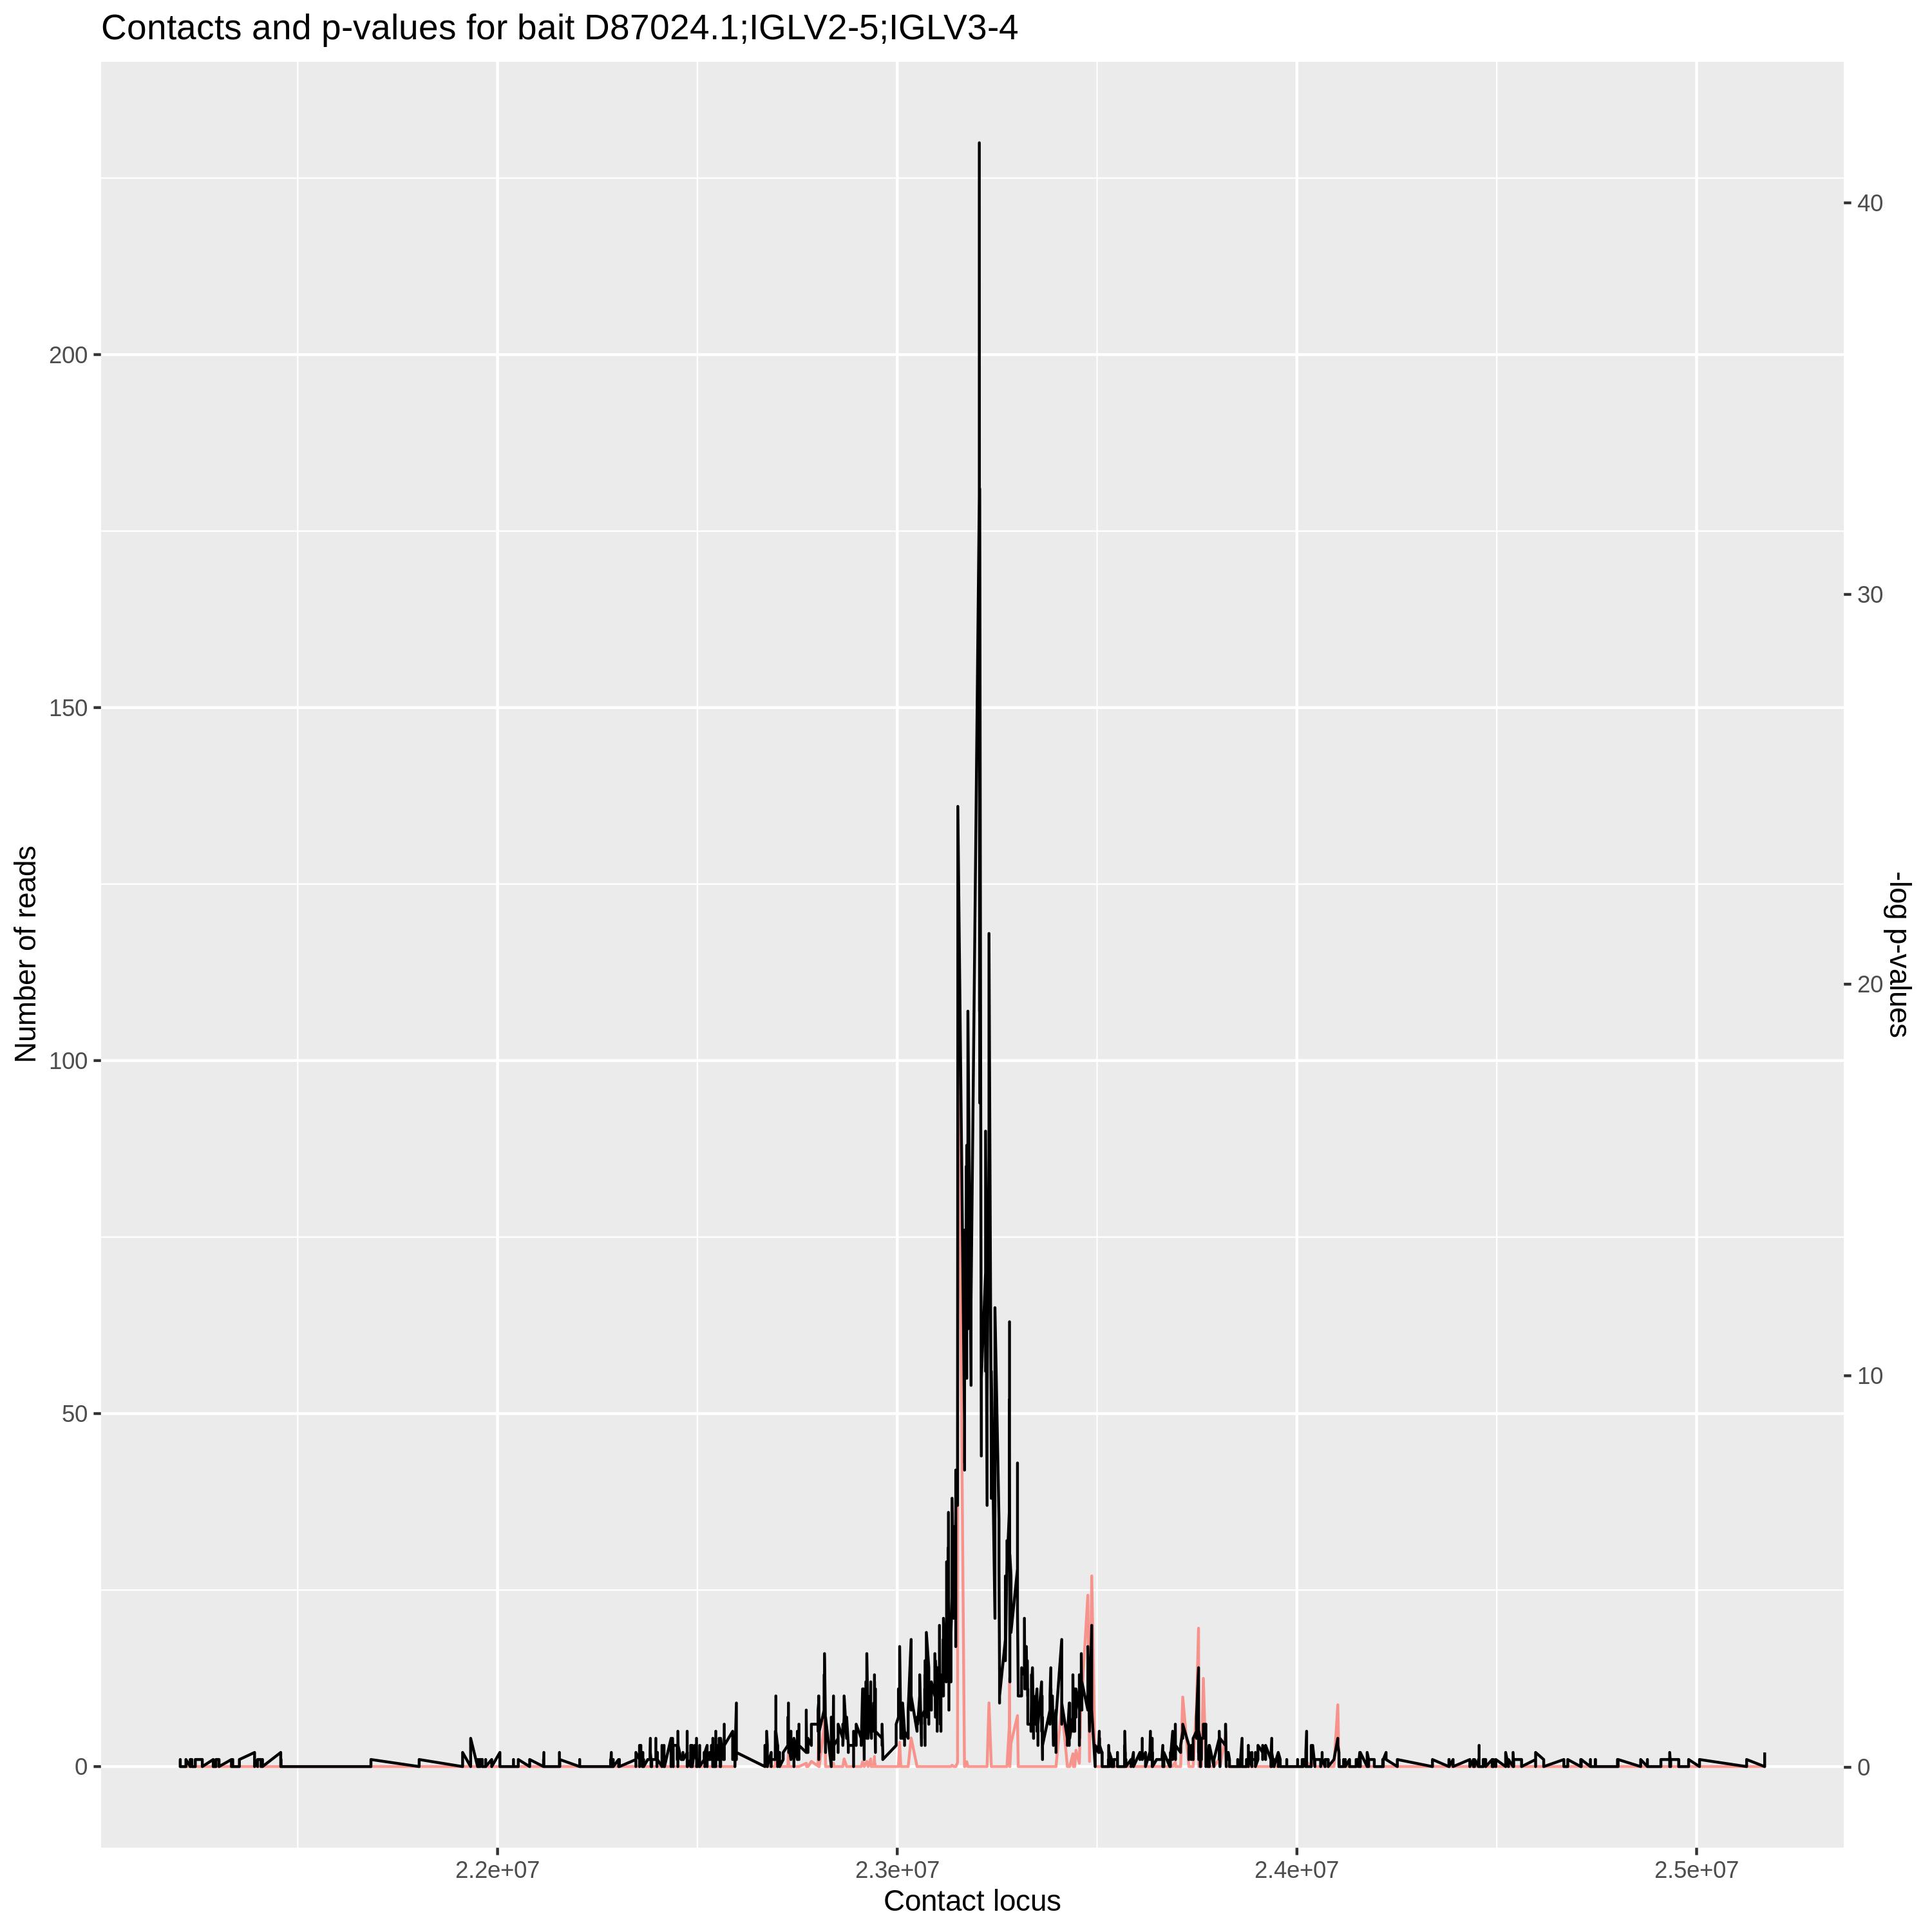 Contacts and p-values for bait D87024.1;IGLV2-5;IGLV3-4
Number of reads
200
150
100
50
0
40
30
20
10
0
-log p-values
2.2e+07 2.3e+07 2.4e+07 2.5e+07
Contact locus